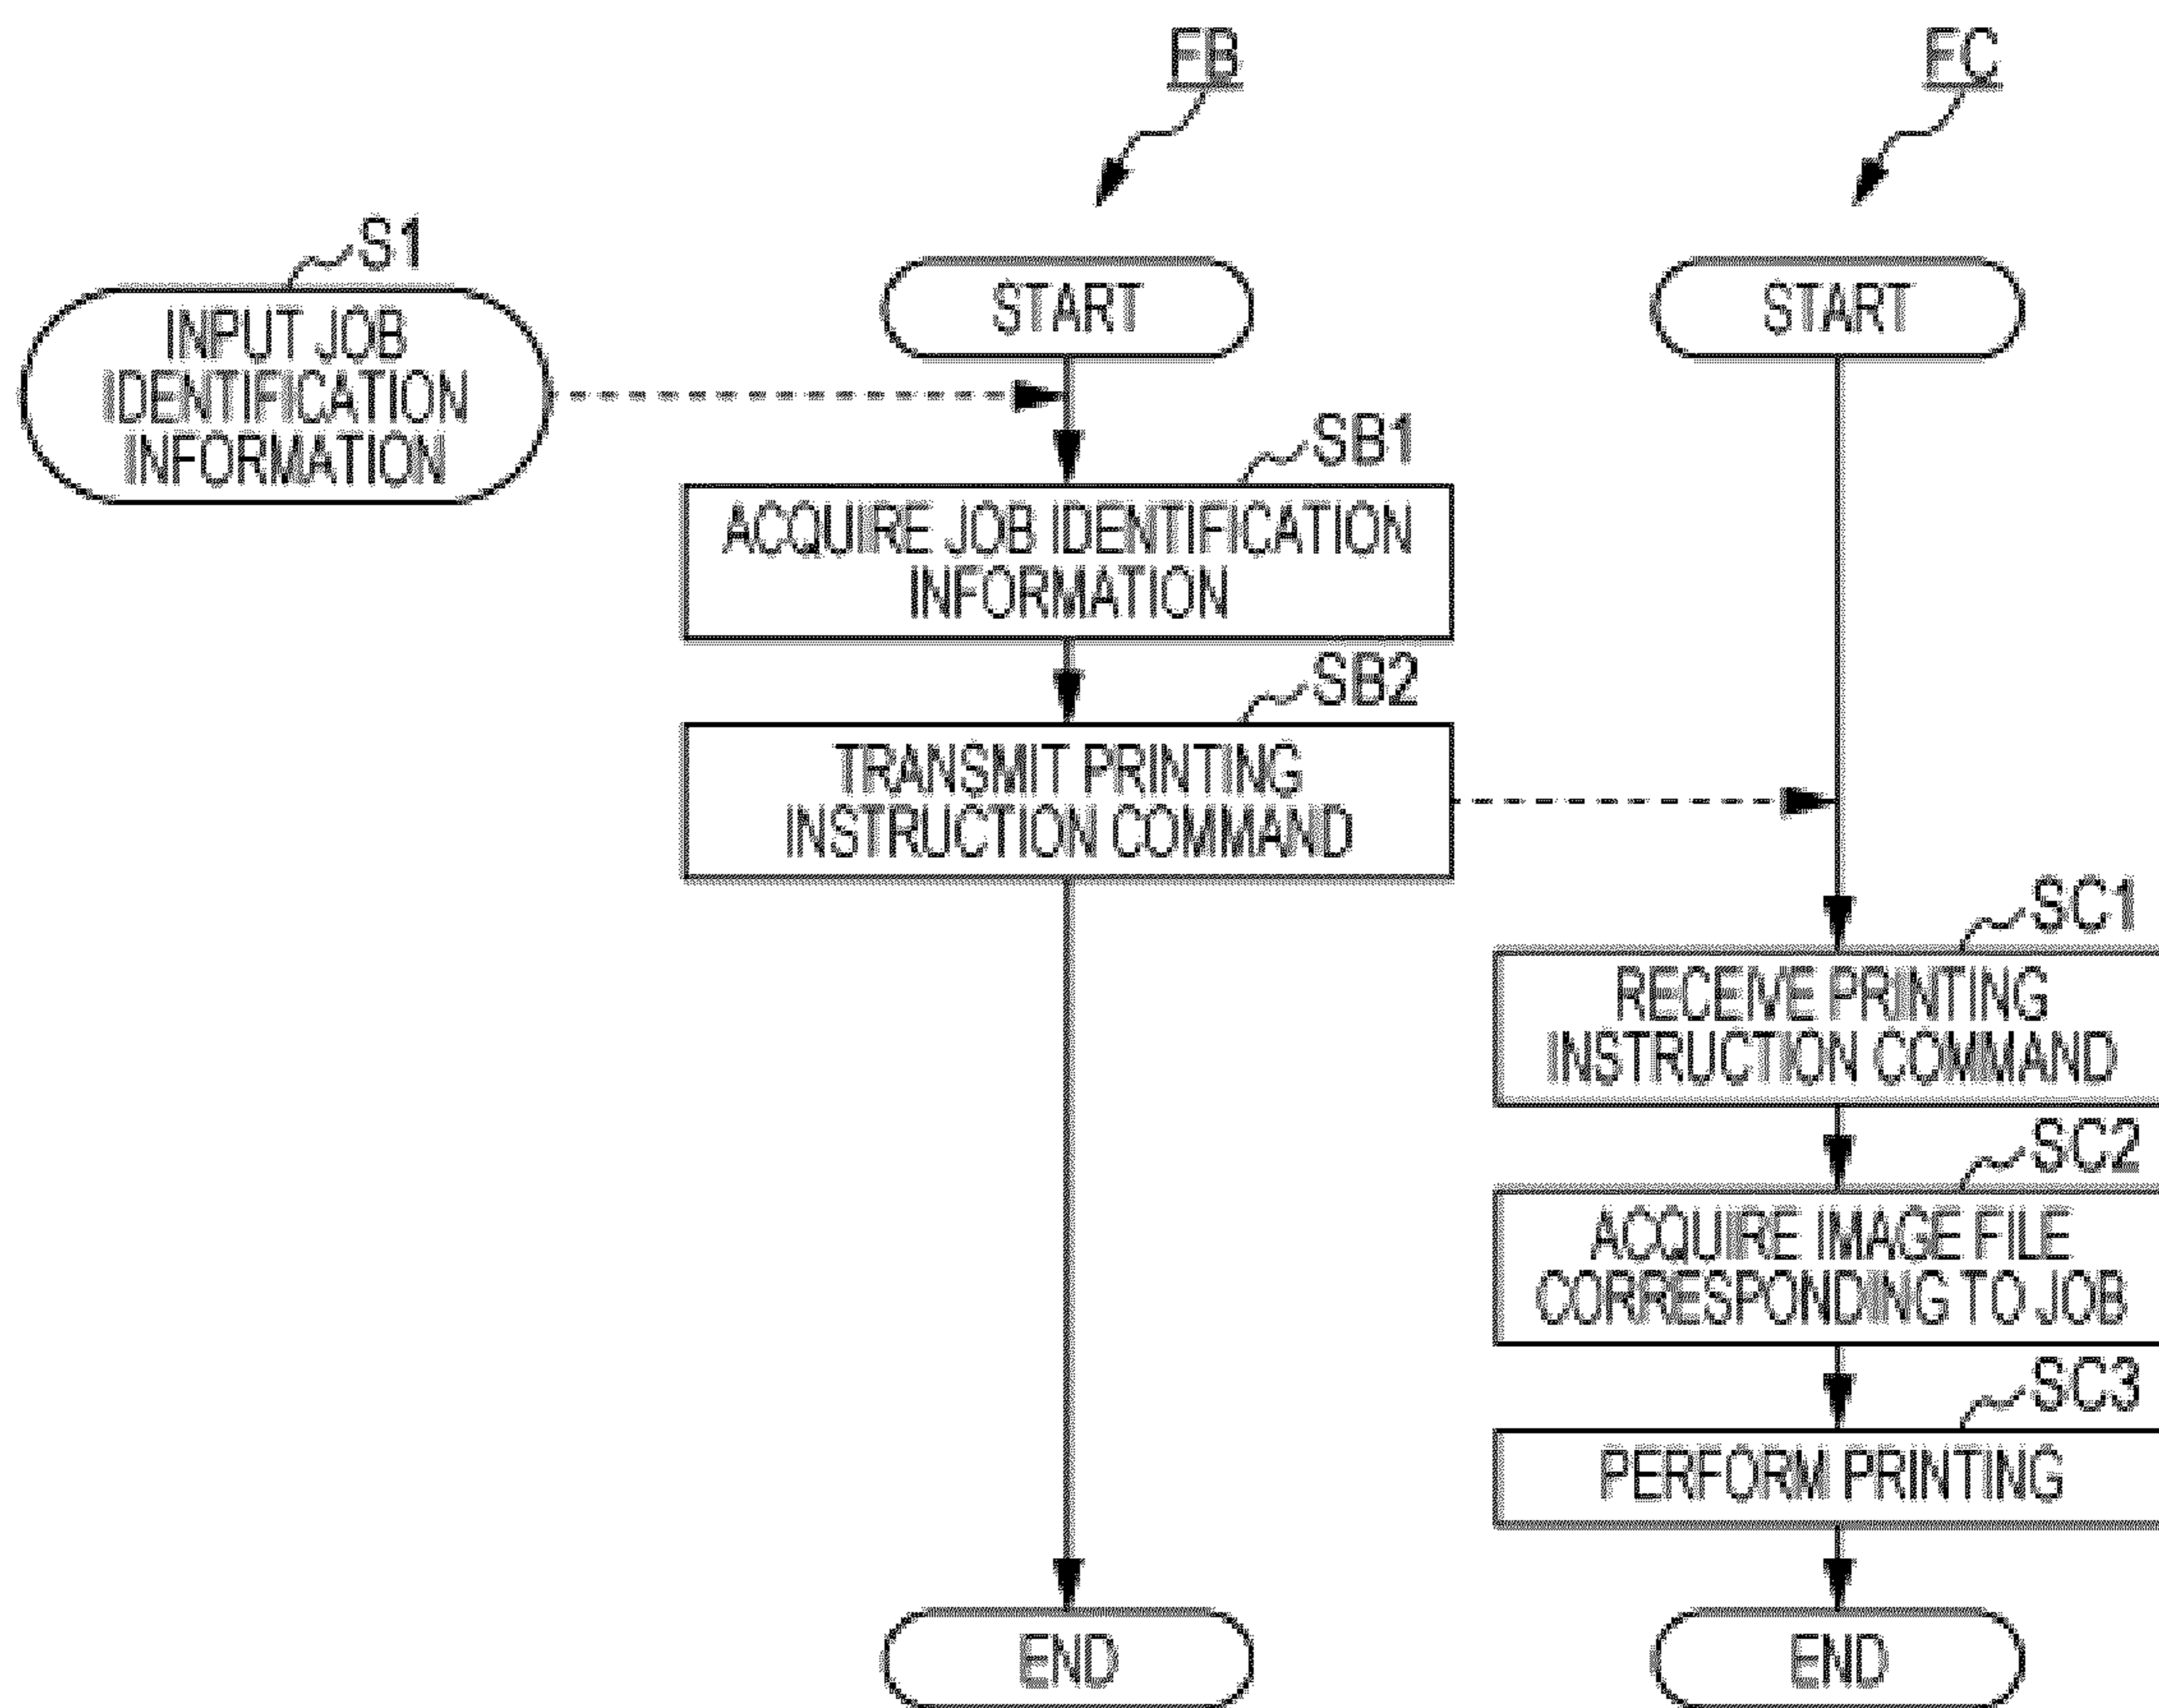 FB
FC
S1
INPUT JOB
IDENTIFICATION
INFORMATION
START
START
SB1
ACQUIRE JOB IDENTIFICATION
INFORMATION
SB2
TRANSMIT PRINTING
INSTRUCTION COMMAND
SC1
RECEIVE PRINTING
INSTRUCTION COMMAND
SC2
ACQUIRE IMAGE FILE
CORRESPONDING TO JOB
SC3
PERFORM PRINTING
END
END